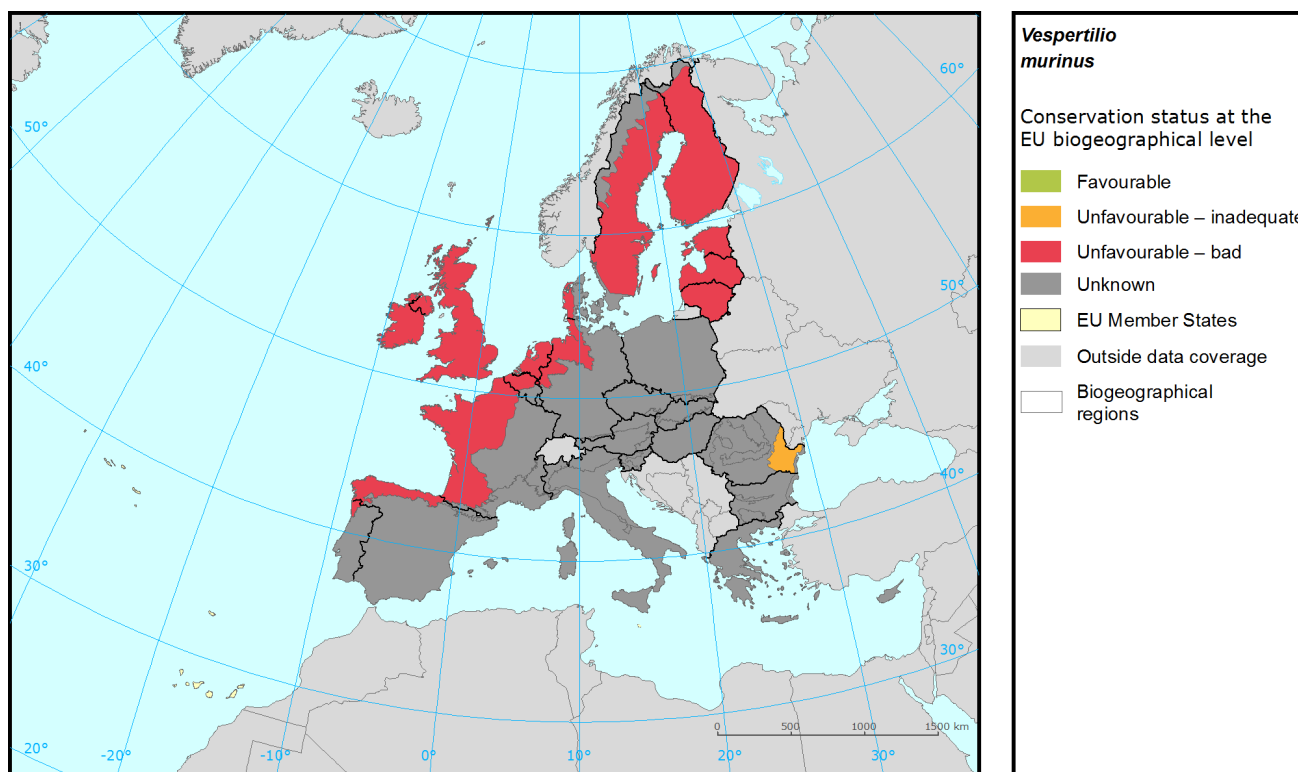 60°
50°
50°
40°
40°
30°
30°
20°
-20°
-10°
0°
10°
20°
30°
0 500 1000 1500 km
Vespertilio
murinus
Conservation status at the
EU biogeographical level
Favourable
Unfavourable – inadequate
Unfavourable – bad
Unknown
EU Member States
Outside data coverage
Biogeographical
regions